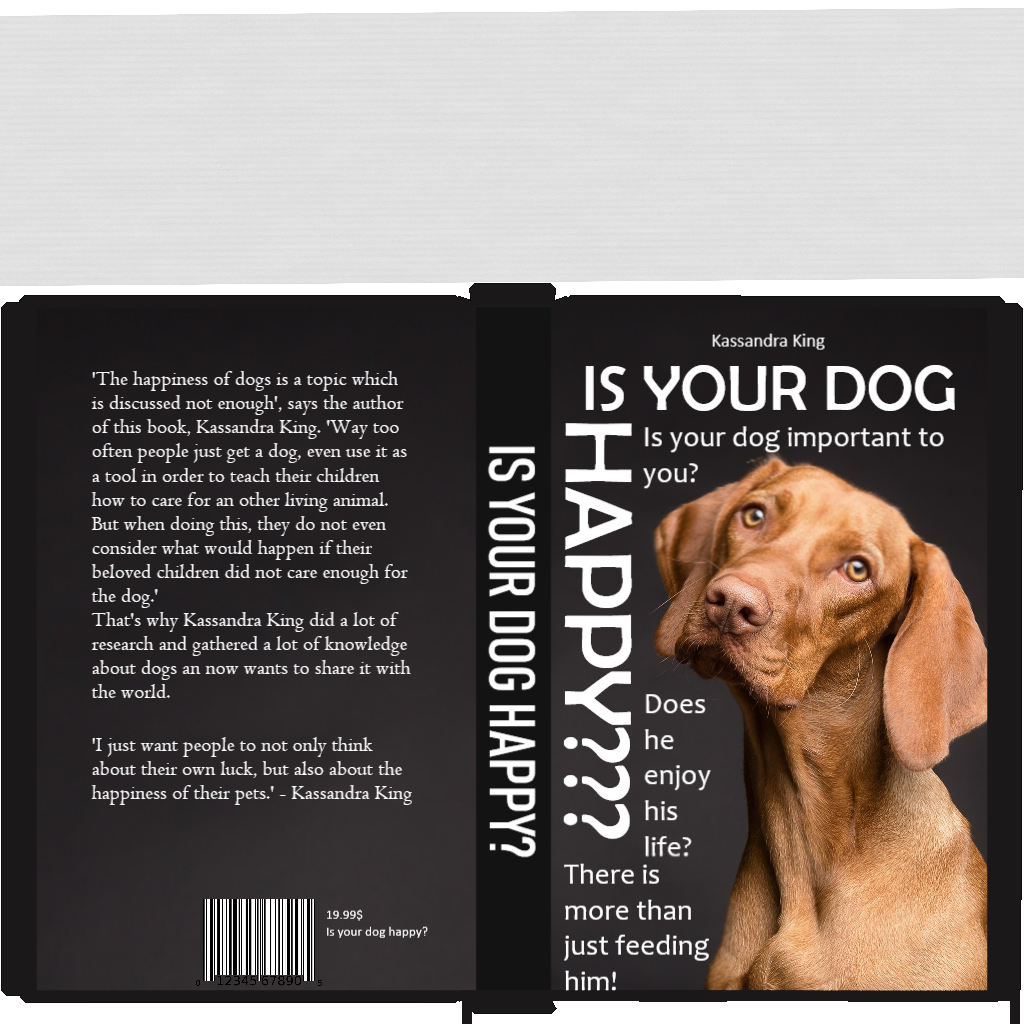 'The happiness of dogs is a topic which
is discussed not enough', says the author
of this book, Kassandra King. 'Way too
often people just get a dog, even use it as
a tool in order to teach their children
how to care for an other living animal.
But when doing this, they do not even
consider what would happen if their
beloved children did not care enough for
the dog.'
That's why Kassandra King did a lot of
research and gathered a lot of knowledge
about dogs an now wants to share it with
the world.
'I just want people to not only think
about their own luck, but also about the
happiness of their pets.' - Kassandra King
19.99$
Is your dog happy?
0 12345 67890 5
IS YOUR DOG HAPPY?
Kassandra King
IS YOUR DOG
HAPPY???
Is your dog important to
you?
Does
he
enjoy
his
life?
There is
more than
just feeding
him!